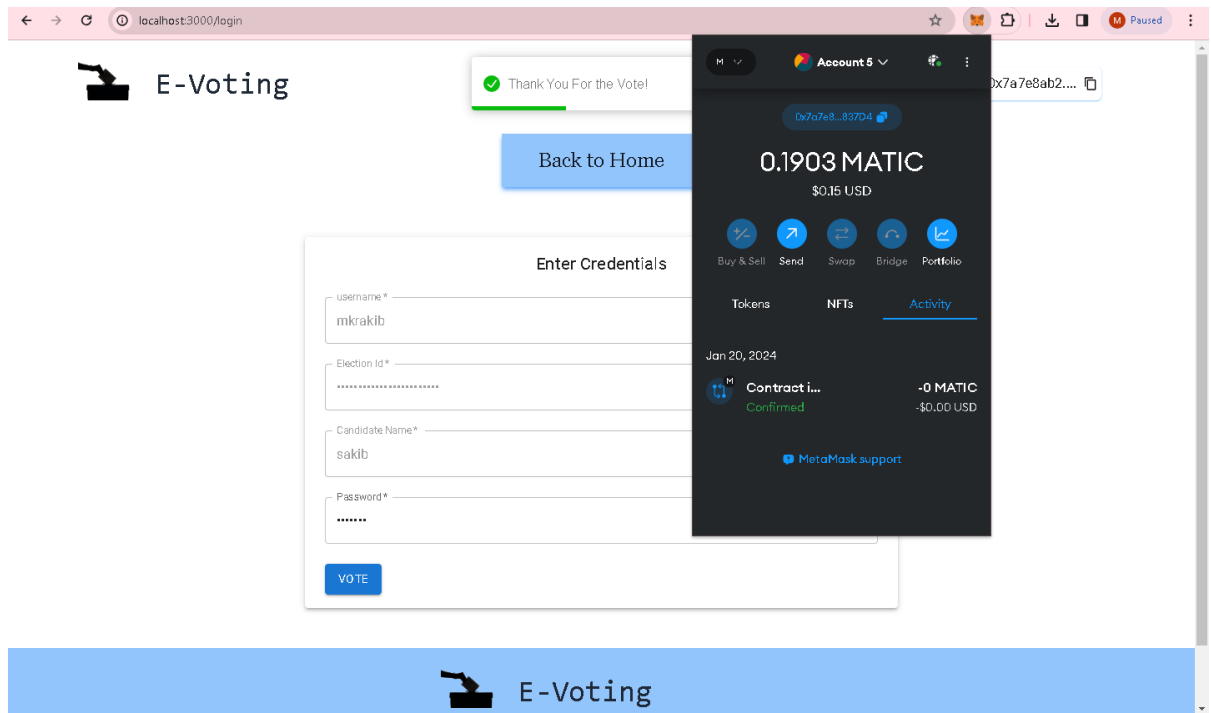 localhost:3000/login
M Paused
E-Voting
Thank You For the Vote!
0x7a7e8ab2....
Back to Home
Enter Credentials
username *
mkrakib
Election Id *
························
Candidate Name *
sakib
Password *
·······
VOTE
M
Account 5
0x7a7e8...837D4
0.1903 MATIC
$0.15 USD
Buy & Sell
Send
Swap
Bridge
Portfolio
Tokens
NFTs
Activity
Jan 20, 2024
M
Contract i... -0 MATIC
Confirmed -$0.00 USD
MetaMask support
E-Voting